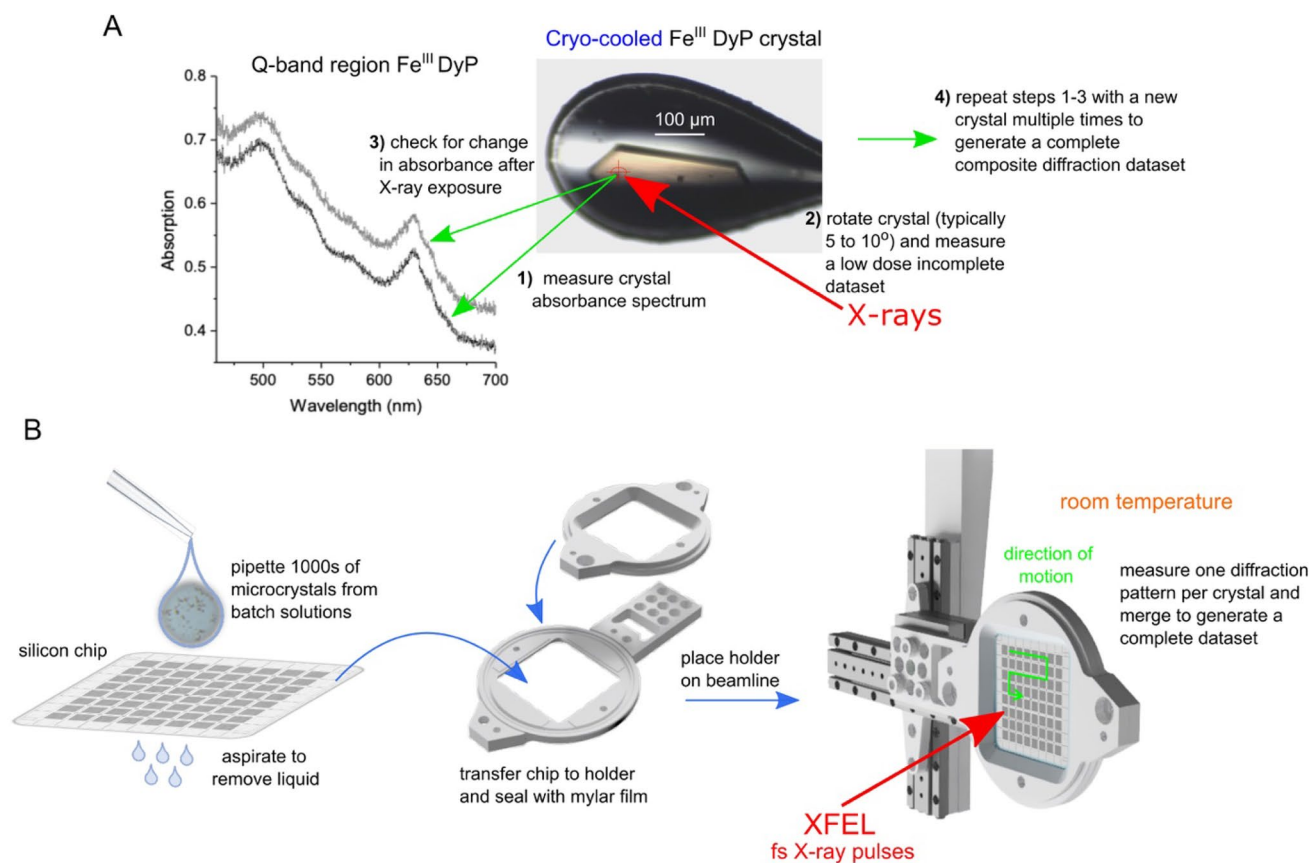 A
Q-band region Fe^III DyP
0.8
0.7
0.6
0.5
0.4
Absorption
500
550
600
650
700
Wavelength (nm)
Cryo-cooled Fe^III DyP crystal
100 µm
3) check for change
in absorbance after
X-ray exposure
1) measure crystal
absorbance spectrum
2) rotate crystal (typically
5 to 10°) and measure
a low dose incomplete
dataset
X-rays
4) repeat steps 1-3 with a new
crystal multiple times to
generate a complete
composite diffraction dataset
B
pipette 1000s of
microcrystals from
batch solutions
silicon chip
aspirate to
remove liquid
transfer chip to holder
and seal with mylar film
place holder
on beamline
room temperature
direction of
motion
measure one diffraction
pattern per crystal and
merge to generate a
complete dataset
XFEL
fs X-ray pulses